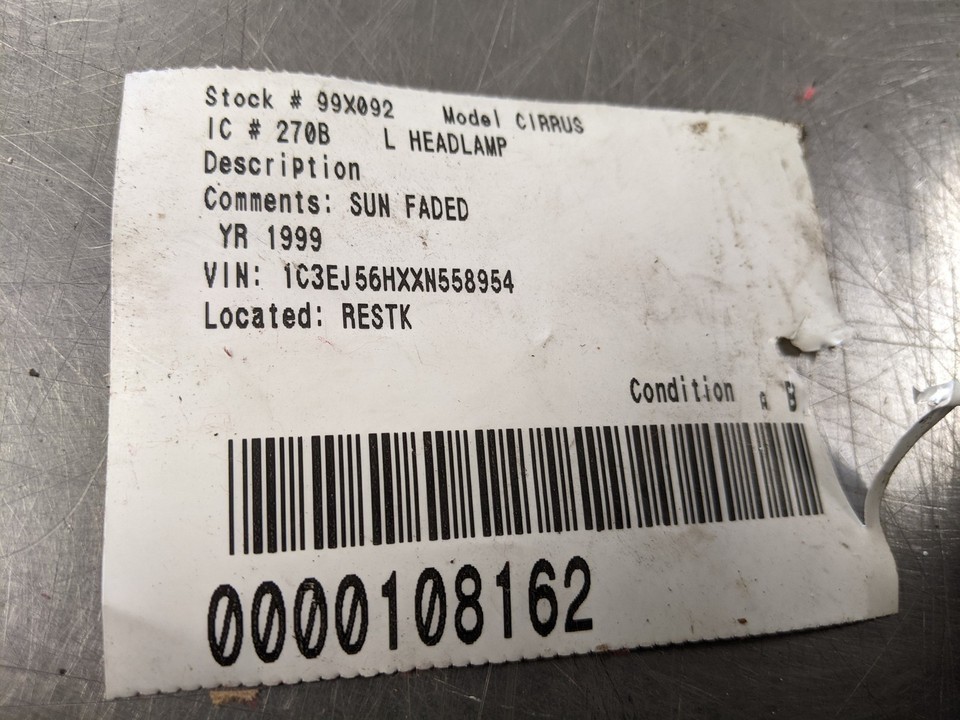 Stock # 99X092 Model CIRRUS
IC # 270B L HEADLAMP
Description
Comments: SUN FADED
YR 1999
VIN: 1C3EJ56HXXN558954
Located: RESTK
Condition A B
0000108162